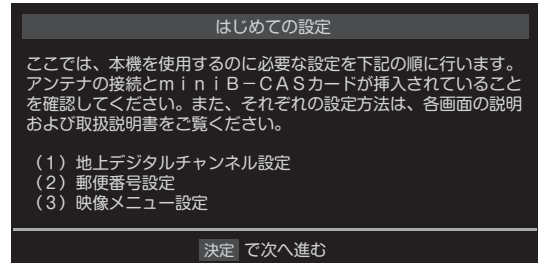 はじめての設定
ここでは、本機を使用するのに必要な設定を下記の順に行います。
アンテナの接続とｍｉｎｉＢ－ＣＡＳカードが挿入されていること
を確認してください。また、それぞれの設定方法は、各画面の説明
および取扱説明書をご覧ください。
（１）地上デジタルチャンネル設定
（２）郵便番号設定
（３）映像メニュー設定
決定 で次へ進む